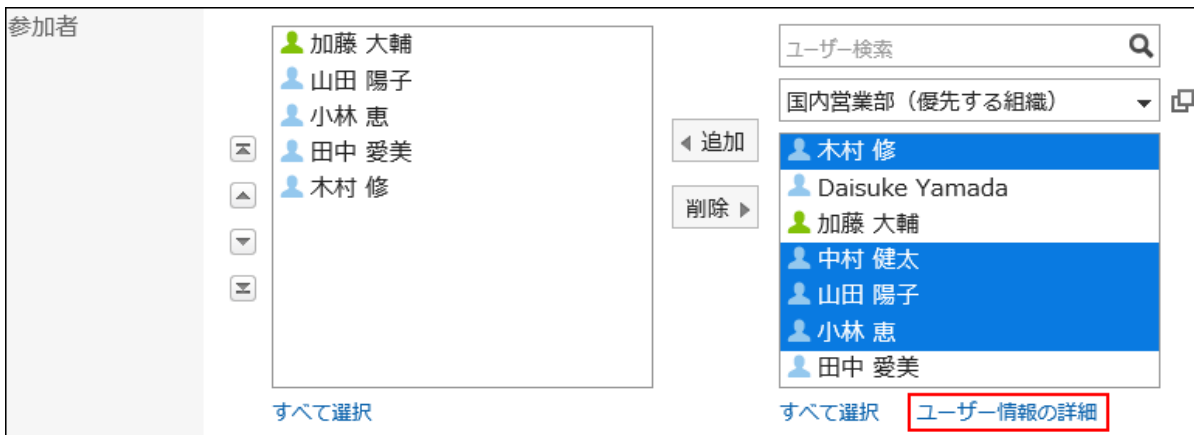 参加者
加藤 大輔
山田 陽子
小林 恵
田中 愛美
木村 修
すべて選択
追加
削除
ユーザー検索
国内営業部（優先する組織）
木村 修
Daisuke Yamada
加藤 大輔
中村 健太
山田 陽子
小林 恵
田中 愛美
すべて選択 ユーザー情報の詳細